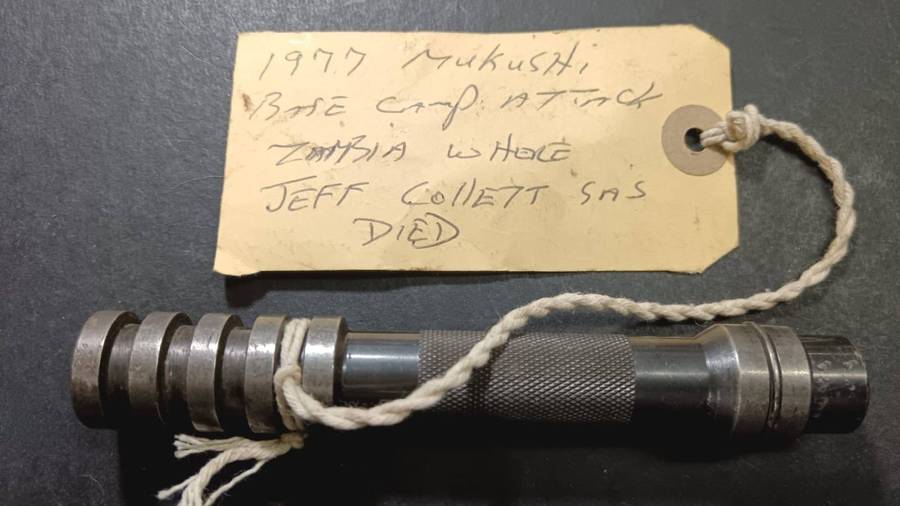 1977 MUKUSHI
BASE CAMP ATTACK
ZAMBIA WHERE
JEFF COLLETT SAS
DIED